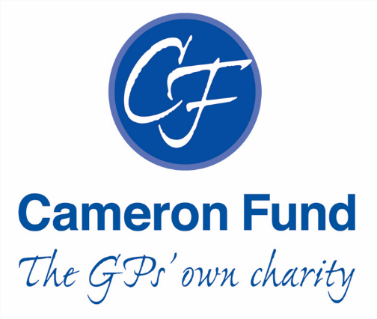 CF
Cameron Fund
The GPs' own charity